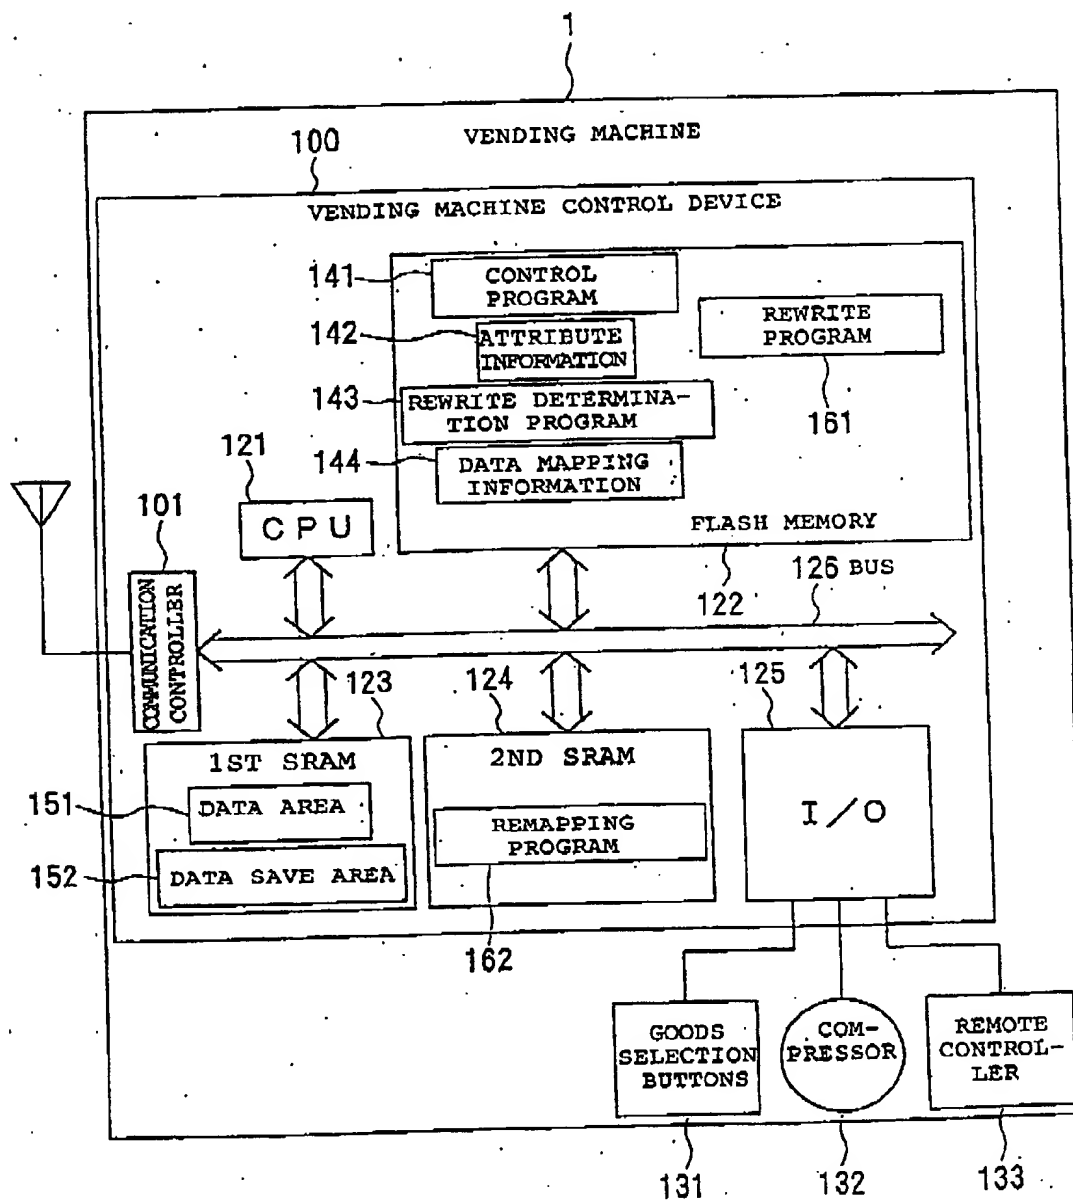 1
VENDING MACHINE
100
VENDING MACHINE CONTROL DEVICE
141
CONTROL
PROGRAM
142
ATTRIBUTE
INFORMATION
REWRITE
PROGRAM
161
143
REWRITE DETERMINA-
TION PROGRAM
144
DATA MAPPING
INFORMATION
121
CPU
FLASH MEMORY
122
101
COMMUNICATION
CONTROLLER
126 BUS
123
124
125
1ST SRAM
151
DATA AREA
152
DATA SAVE AREA
2ND SRAM
REMAPPING
PROGRAM
162
I/O
GOODS
SELECTION
BUTTONS
131
COM-
PRESSOR
132
REMOTE
CONTROL-
LER
133